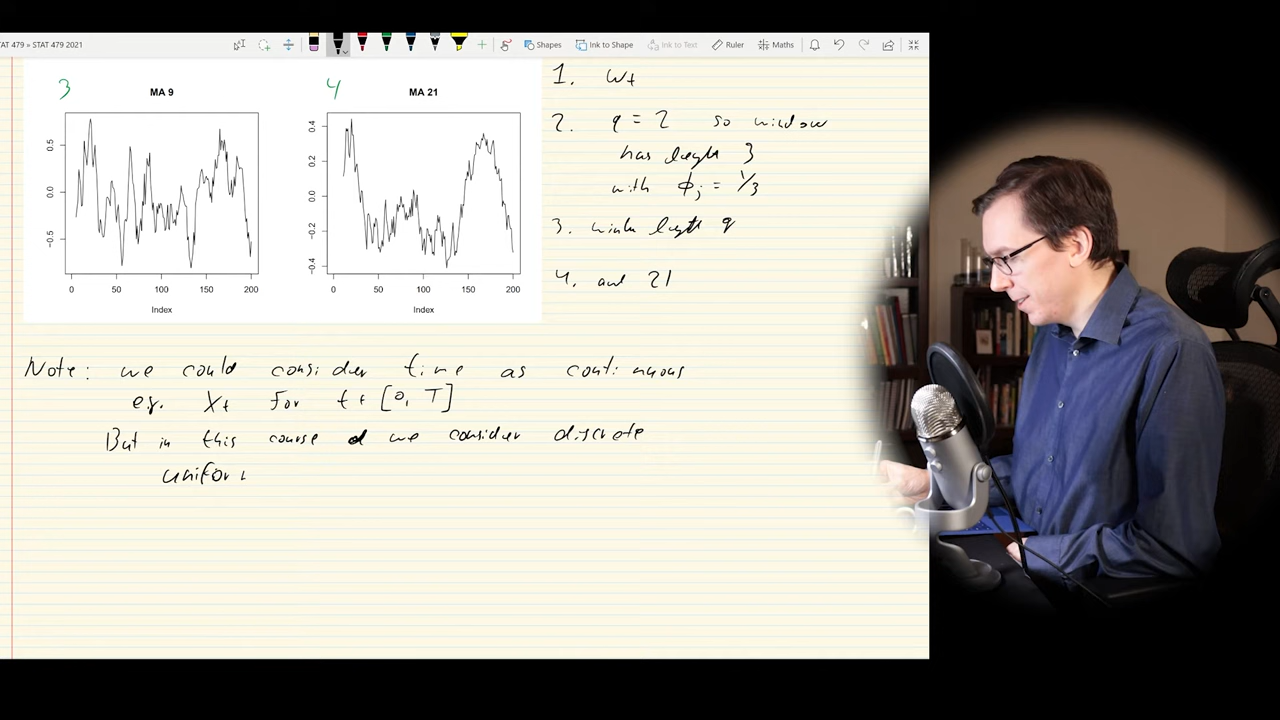 STAT 479 » STAT 479 2021
Shapes
Ink to Shape
Ink to Text
Ruler
Maths
3
MA 9
0.5
0.0
-0.5
0 50 100 150 200
Index
4
MA 21
0.4
0.2
0.0
-0.2
-0.4
0 50 100 150 200
Index
1. Wt
2. q = 2 so window
has length 3
with ϕj = 1/3
3. window length 9
4. and 21
Note: we could consider time as continuous
eg. Xt for t ∈ [0, T]
But in this course we consider discrete
unifor